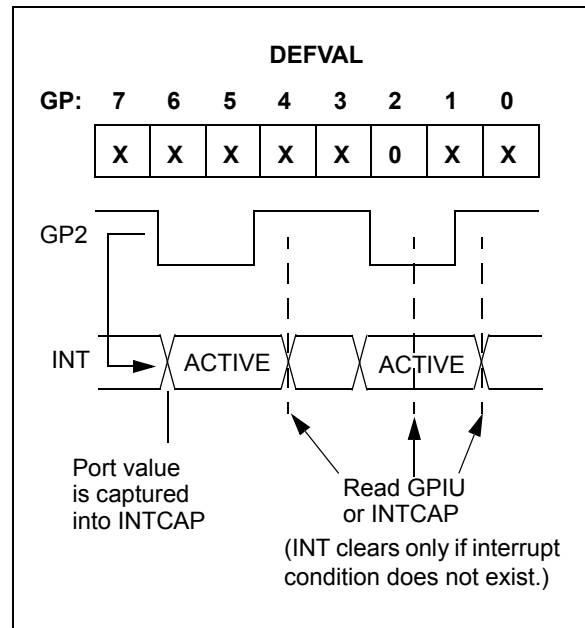 DEFVAL
GP: 7 6 5 4 3 2 1 0
X X X X X 0 X X
GP2
INT ACTIVE ACTIVE
Port value
is captured
into INTCAP
Read GPIU
or INTCAP
(INT clears only if interrupt
condition does not exist.)